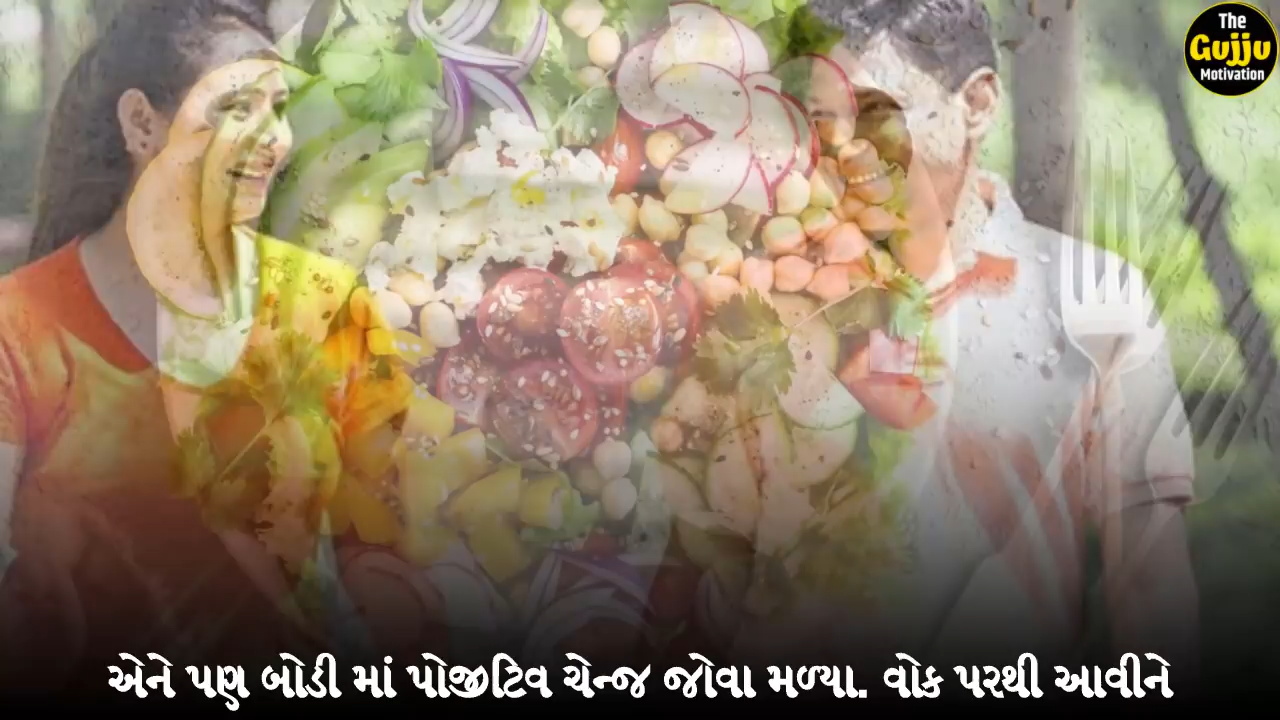 The
Gujju
Motivation
એને પણ બોડી માં પોજીટિવ ચેન્જ જોવા મળ્યા. વોક પરથી આવીને